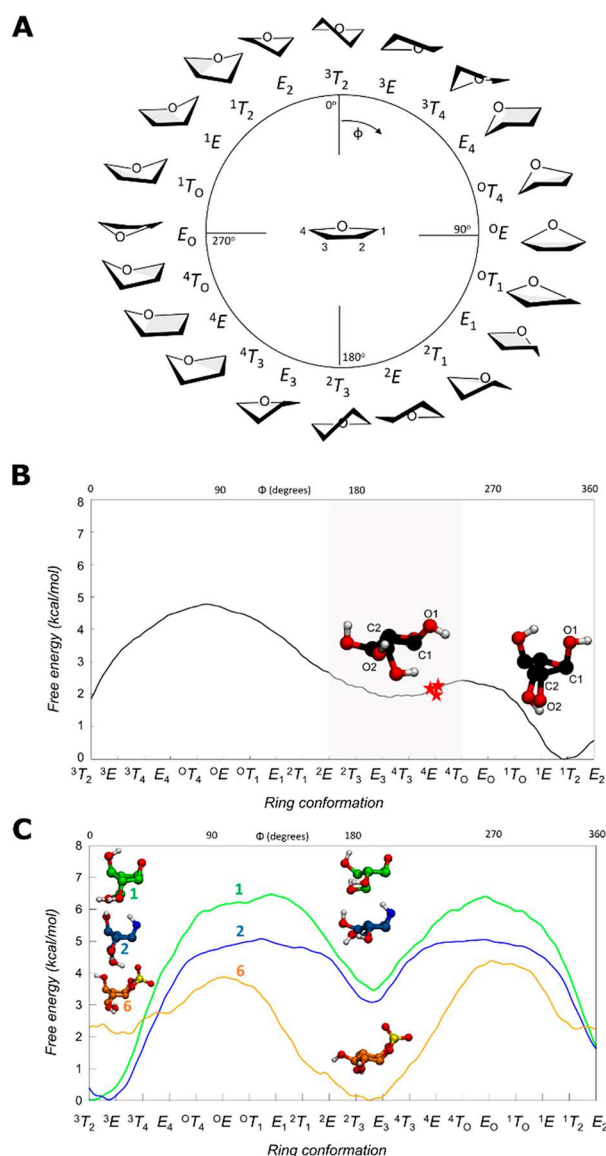 A
³T₂
0°
ϕ
³E
³T₄
E₄
ᴼT₄
ᴼE
90°
ᴼT₁
E₁
²T₁
²E
²T₃
180°
E₃
⁴T₃
⁴E
⁴Tₒ
Eₒ
270°
¹Tₒ
¹E
¹T₂
E₂
O
4 3 2 1
B
0 90 Φ (degrees) 180 270 360
8
7
6
5
4
3
2
1
0
Free energy (kcal/mol)
O1
C2
O2
C1
O1
C2
C1
O2
³T₂ ³E ³T₄ E₄ ᴼT₄ ᴼE ᴼT₁ E₁ ²T₁ ²E ²T₃ E₃ ⁴T₃ ⁴E ⁴Tₒ Eₒ ¹Tₒ ¹E ¹T₂ E₂
Ring conformation
C
0 90 Φ (degrees) 180 270 360
8
7
6
5
4
3
2
1
0
Free energy (kcal/mol)
1
2
6
1
2
6
³T₂ ³E ³T₄ E₄ ᴼT₄ ᴼE ᴼT₁ E₁ ²T₁ ²E ²T₃ E₃ ⁴T₃ ⁴E ⁴Tₒ Eₒ ¹Tₒ ¹E ¹T₂ E₂
Ring conformation